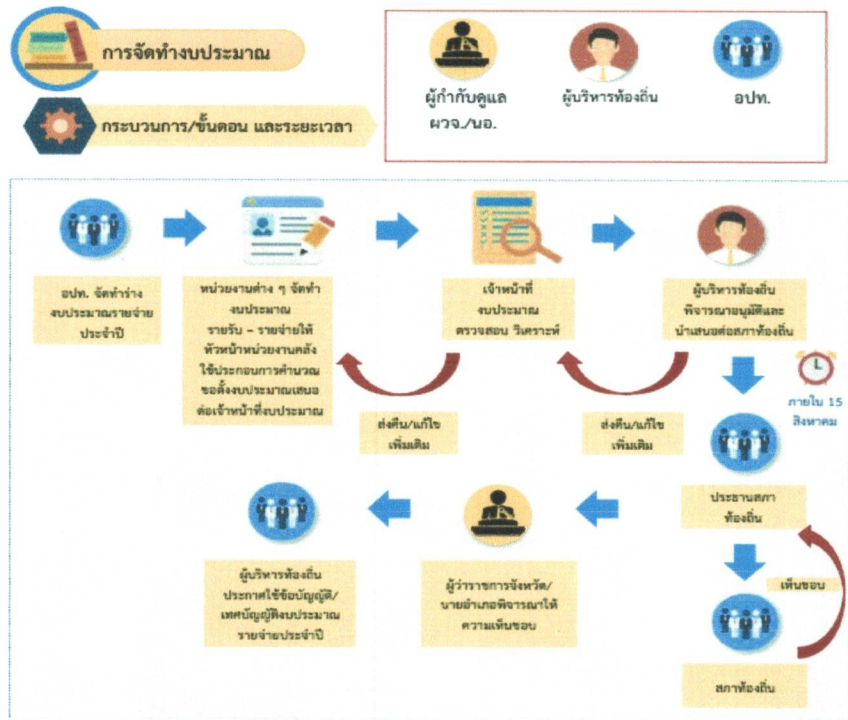 การจัดทำงบประมาณ
กระบวนการ/ขั้นตอน และระยะเวลา
ผู้กำกับดูแล
ผวจ./นอ.
ผู้บริหารท้องถิ่น
อปท.
อปท. จัดทำร่าง
งบประมาณรายจ่าย
ประจำปี
หน่วยงานต่าง ๆ จัดทำ
งบประมาณ
รายรับ – รายจ่ายให้
หัวหน้าหน่วยงานคลัง
ใช้ประกอบการคำนวณ
ขอตั้งงบประมาณเสนอ
ต่อเจ้าหน้าที่งบประมาณ
เจ้าหน้าที่
งบประมาณ
ตรวจสอบ วิเคราะห์
ผู้บริหารท้องถิ่น
พิจารณาอนุมัติและ
นำเสนอต่อสภาท้องถิ่น
ส่งคืน/แก้ไข
เพิ่มเติม
ส่งคืน/แก้ไข
เพิ่มเติม
ภายใน 15
สิงหาคม
ประธานสภา
ท้องถิ่น
เห็นชอบ
สภาท้องถิ่น
ผู้ว่าราชการจังหวัด/
นายอำเภอพิจารณาให้
ความเห็นชอบ
ผู้บริหารท้องถิ่น
ประกาศใช้ข้อบัญญัติ/
เทศบัญญัติงบประมาณ
รายจ่ายประจำปี